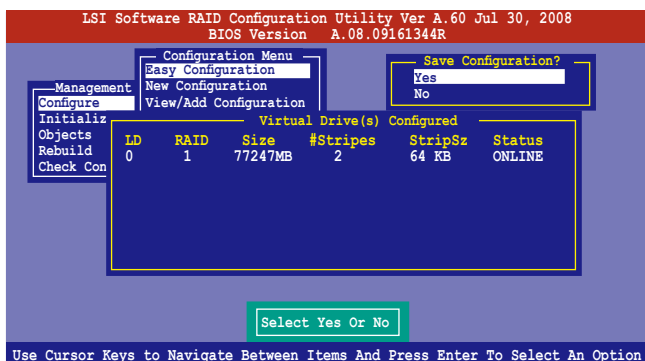 LSI Software RAID Configuration Utility Ver A.60 Jul 30, 2008
BIOS Version A.08.09161344R
Configuration Menu
Easy Configuration
New Configuration
View/Add Configuration
Save Configuration?
Yes
No
Management
Configure
Initializ
Objects
Rebuild
Check Con
Virtual Drive(s) Configured
LD RAID Size #Stripes StripSz Status
0 1 77247MB 2 64 KB ONLINE
Select Yes Or No
Use Cursor Keys to Navigate Between Items And Press Enter To Select An Option